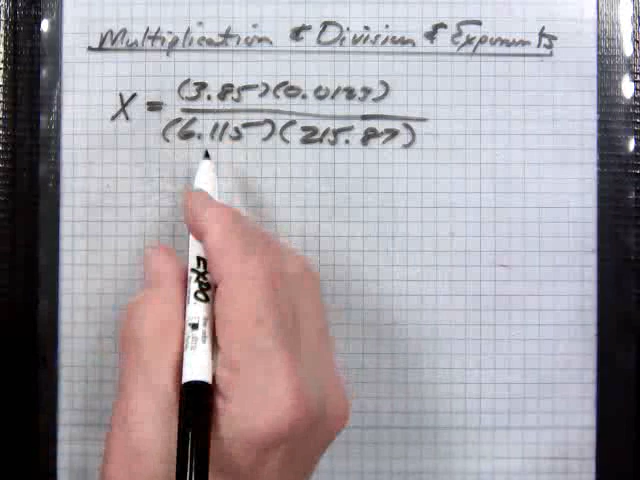 Multiplication & Division & Exponents
X = (3.85)(0.0123)
(6.115)(215.87)
EXPO